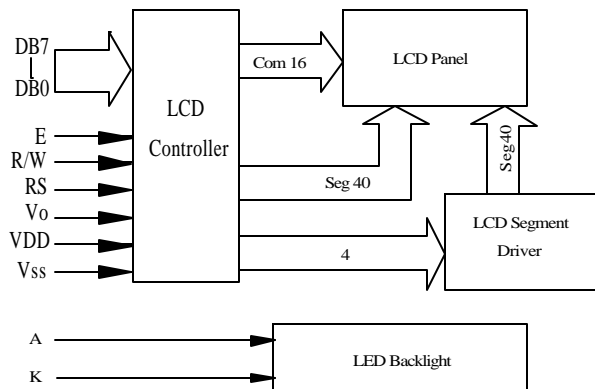 DB7
DB0
E
R/W
RS
Vo
VDD
Vss
LCD
Controller
Com 16
Seg 40
4
LCD Panel
Seg40
LCD Segment
Driver
A
K
LED Backlight